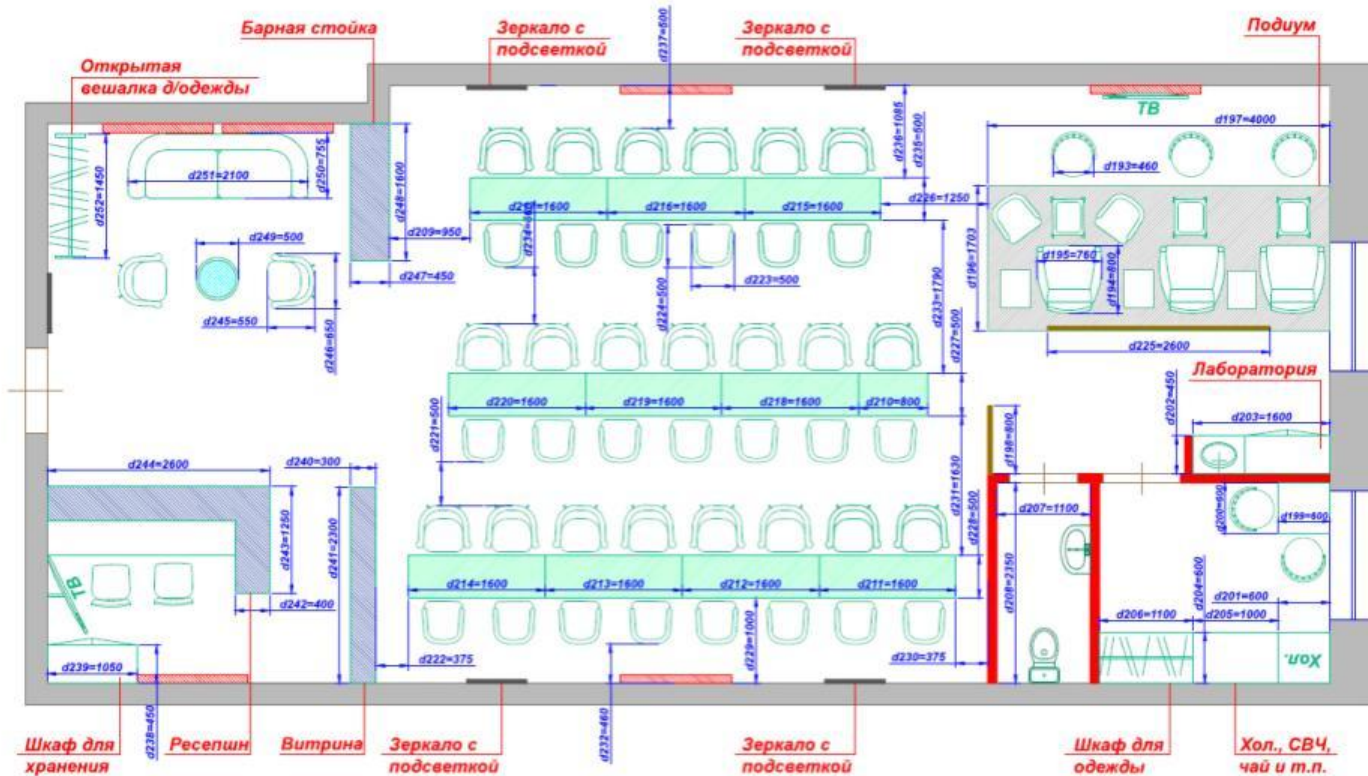 Барная стойка
Зеркало с
подсветкой
Зеркало с
подсветкой
Подиум
Открытая
вешалка д/одежды
d237=500
ТВ
d197=4000
d236=1085
d235=500
d193=460
d250=755
d251=2100
d252=1450
d248=1600
d216=1600
d215=1600
d226=1250
d209=950
d249=500
d247=450
d223=500
d224=500
d195=760
d194=800
d196=1703
d233=1790
d245=550
d246=650
d225=2600
d227=500
Лаборатория
d220=1600
d219=1600
d218=1600
d210=800
d202=450
d203=1600
d198=800
d221=500
d244=2600
d240=300
d231=1630
d228=500
d207=1100
d200=600
d199=600
d243=1250
d241=2300
ТВ
d214=1600
d213=1600
d212=1600
d211=1600
d208=2350
d242=400
d204=600
d201=600
d206=1100
d205=1000
d229=1000
d222=375
d230=375
d239=1050
d238=450
d232=460
Хол.
Шкаф для
хранения
Ресепшн
Витрина
Зеркало с
подсветкой
Зеркало с
подсветкой
Шкаф для
одежды
Хол., СВЧ,
чай и т.п.